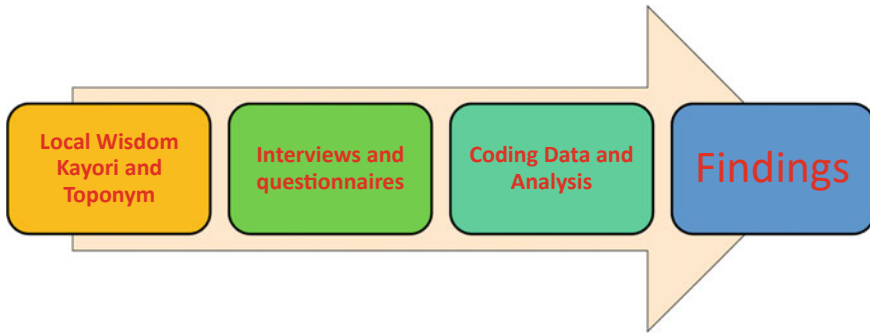 Local Wisdom
Kayori and
Toponym
Interviews and
questionnaires
Coding Data and
Analysis
Findings